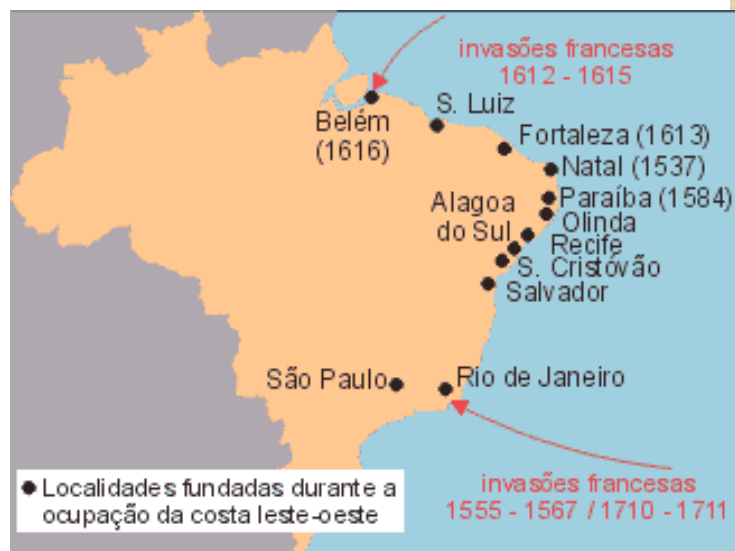 invasões francesas
1612 - 1615
S. Luiz
Belém
(1616)
Fortaleza (1613)
Natal (1537)
Paraíba (1584)
Alagoa
do Sul
Olinda
Recife
S. Cristóvão
Salvador
São Paulo
Rio de Janeiro
Localidades fundadas durante a
ocupação da costa leste-oeste
invasões francesas
1555 - 1567 / 1710 - 1711